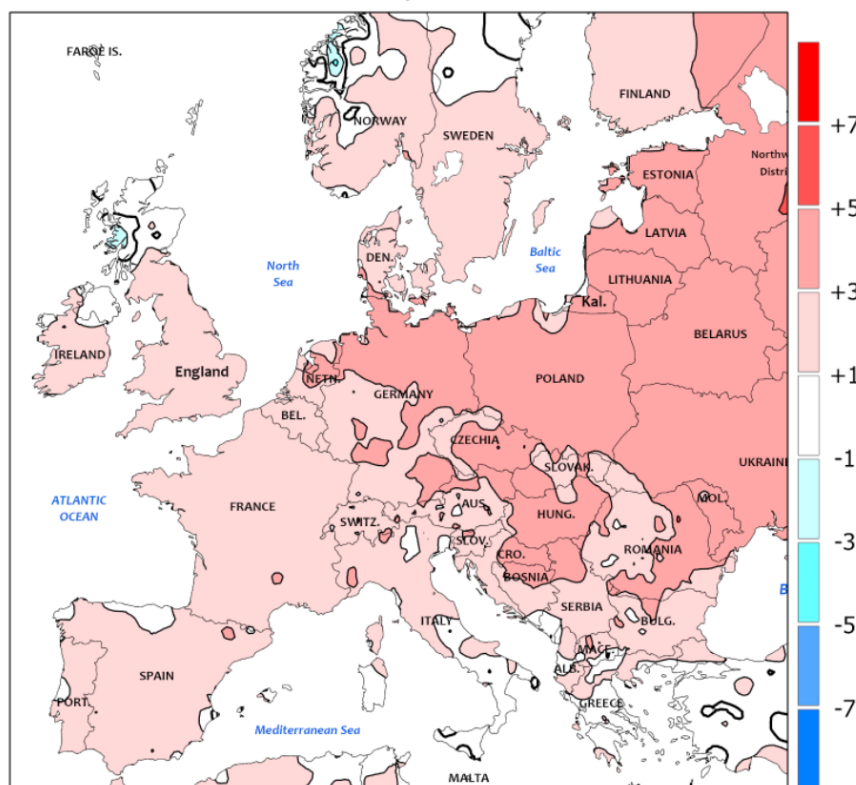 FAROE IS.
FINLAND
NORWAY
SWEDEN
Northw
Distri
ESTONIA
LATVIA
DEN.
Baltic
Sea
North
Sea
LITHUANIA
Kal.
BELARUS
IRELAND
England
NETH.
GERMANY
POLAND
BEL.
CZECHIA
SLOVAK.
UKRAINI
ATLANTIC
OCEAN
FRANCE
AUS.
MOL.
SWITZ.
HUNG.
SLOV.
CRO.
ROMANIA
BOSNIA
B
SERBIA
ITALY
BULG.
MACE.
ALB.
SPAIN
PORT.
GREECE
Mediterranean Sea
MALTA
+7
+5
+3
+1
-1
-3
-5
-7